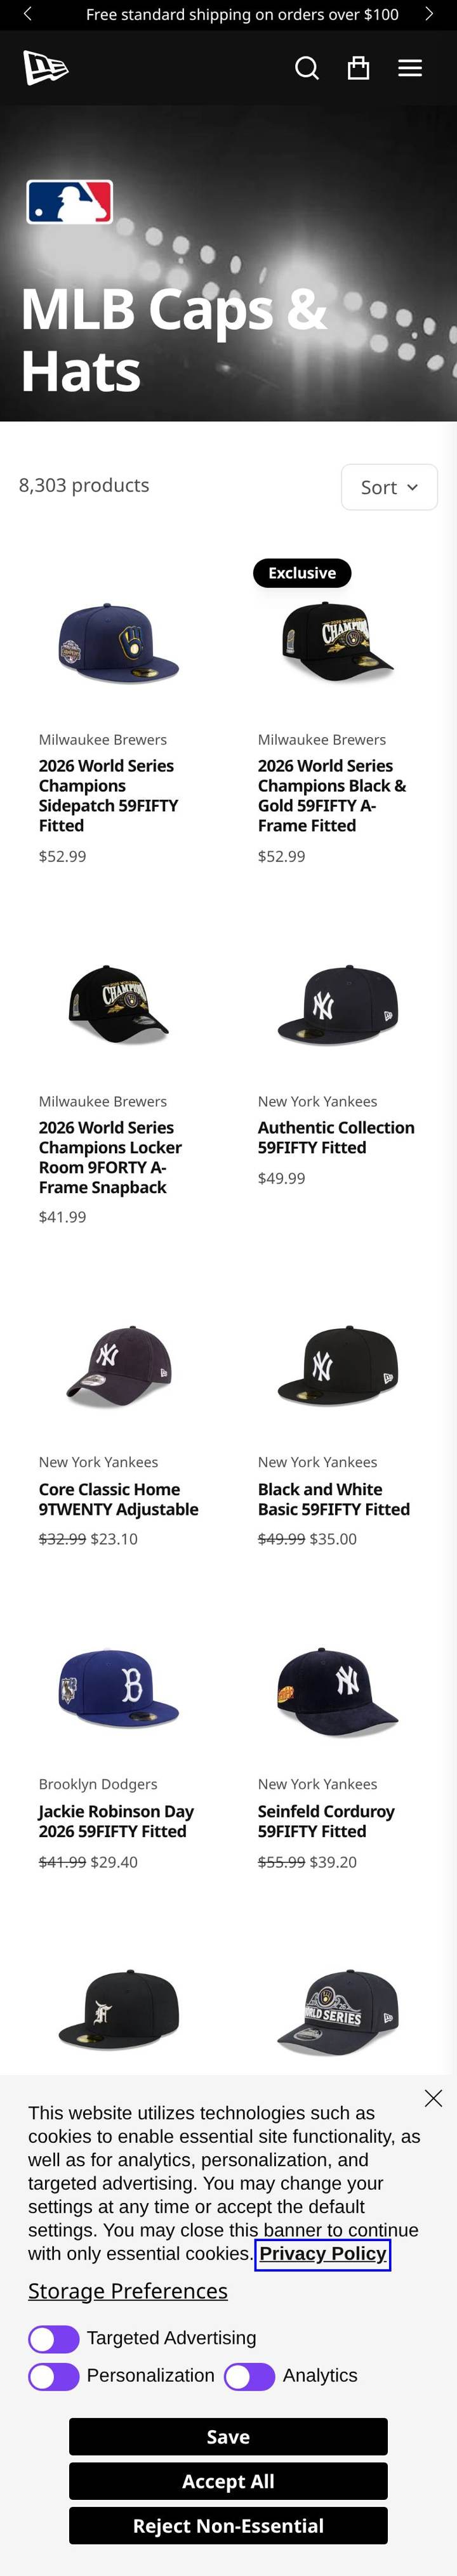 Free standard shipping on orders over $100
MLB Caps &
Hats
8,303 products
Sort
Exclusive
Milwaukee Brewers
2026 World Series
Champions
Sidepatch 59FIFTY
Fitted
$52.99
Milwaukee Brewers
2026 World Series
Champions Black &
Gold 59FIFTY A-
Frame Fitted
$52.99
Milwaukee Brewers
2026 World Series
Champions Locker
Room 9FORTY A-
Frame Snapback
$41.99
New York Yankees
Authentic Collection
59FIFTY Fitted
$49.99
New York Yankees
Core Classic Home
9TWENTY Adjustable
$32.99 $23.10
New York Yankees
Black and White
Basic 59FIFTY Fitted
$49.99 $35.00
Brooklyn Dodgers
Jackie Robinson Day
2026 59FIFTY Fitted
$41.99 $29.40
New York Yankees
Seinfeld Corduroy
59FIFTY Fitted
$55.99 $39.20
WORLD SERIES
This website utilizes technologies such as
cookies to enable essential site functionality, as
well as for analytics, personalization, and
targeted advertising. You may change your
settings at any time or accept the default
settings. You may close this banner to continue
with only essential cookies. Privacy Policy
Storage Preferences
Targeted Advertising
Personalization Analytics
Save
Accept All
Reject Non-Essential